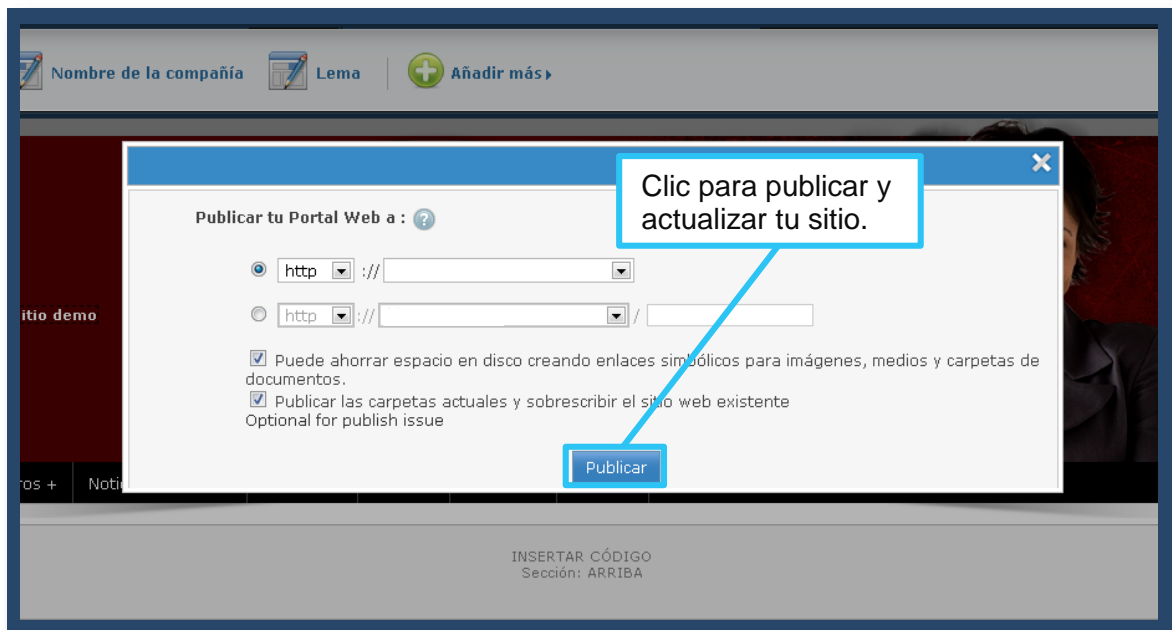 Nombre de la compañía Lema Añadir más
Clic para publicar y
actualizar tu sitio.
Publicar tu Portal Web a : ?
http ://
itio demo
http :// /
Puede ahorrar espacio en disco creando enlaces simbólicos para imágenes, medios y carpetas de
documentos.
Publicar las carpetas actuales y sobrescribir el sitio web existente
Optional for publish issue
Publicar
ros + Noti
INSERTAR CÓDIGO
Sección: ARRIBA